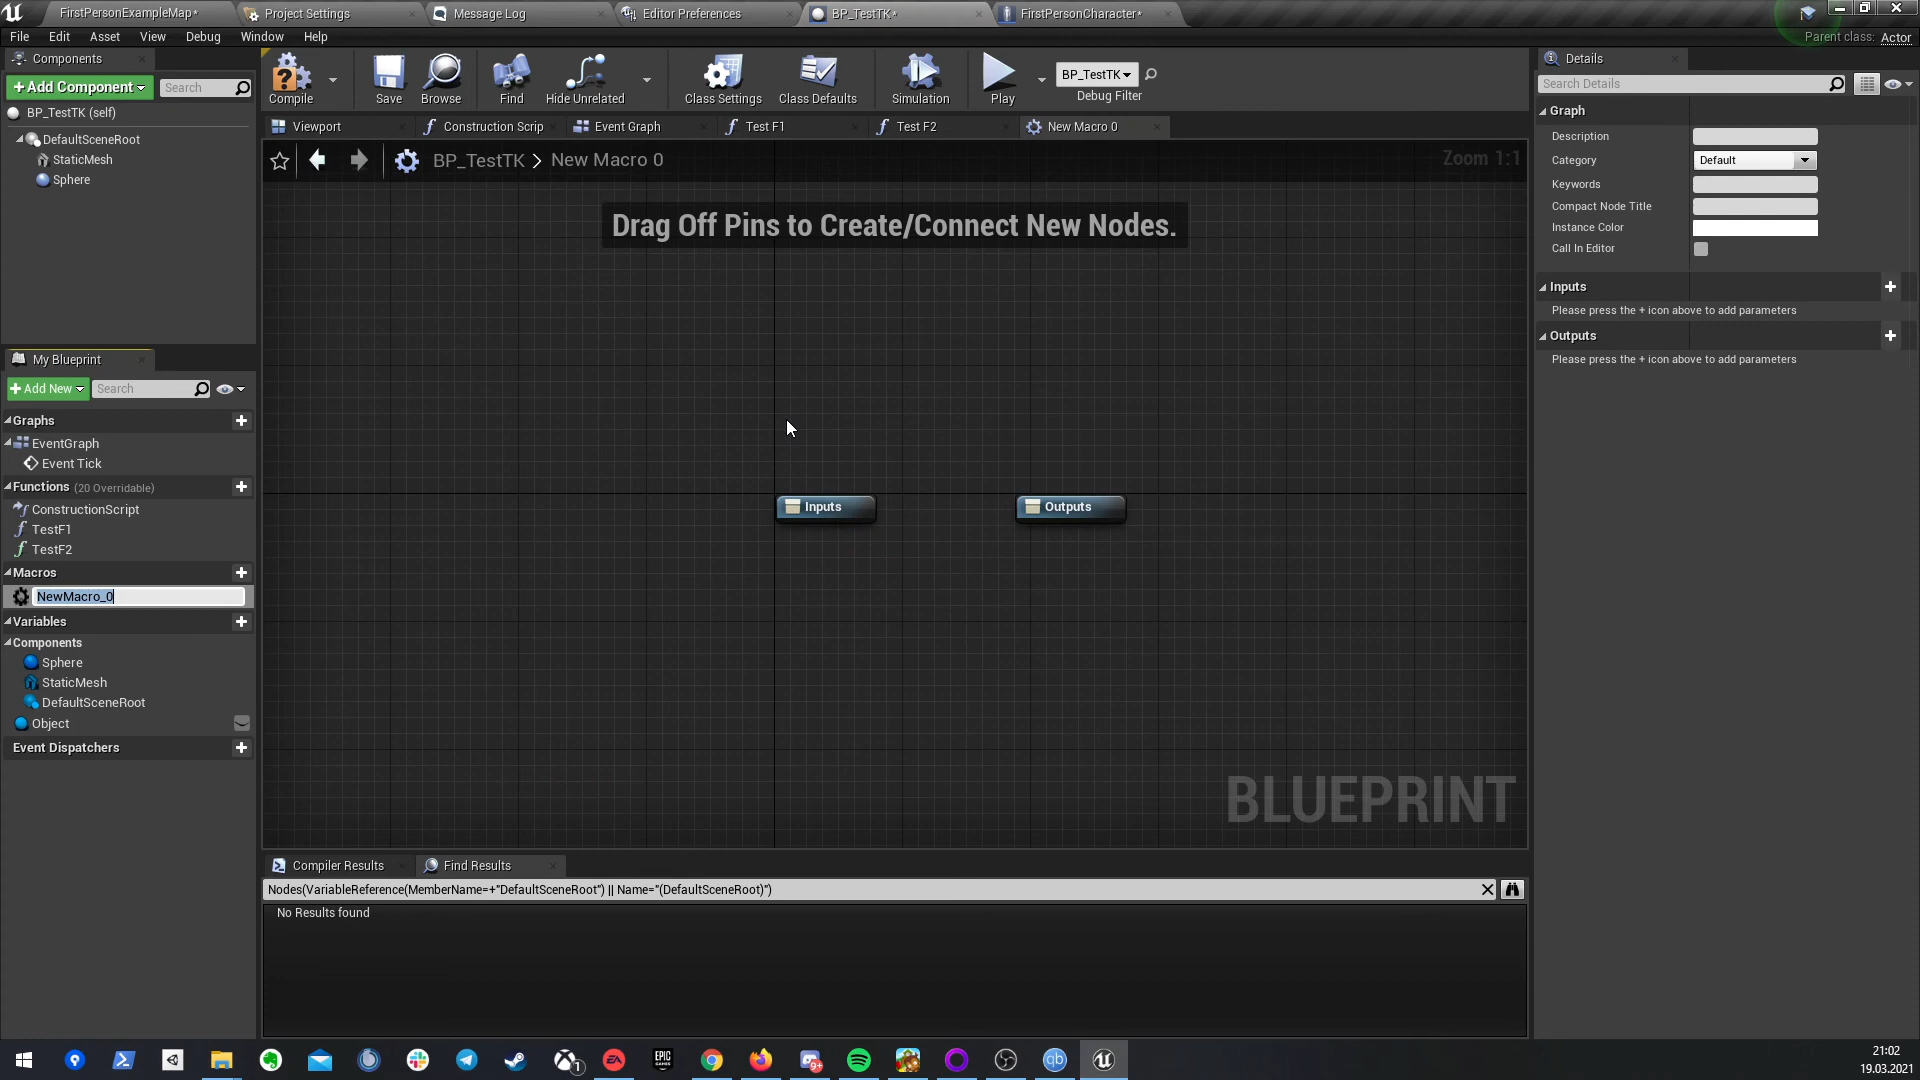 FirstPersonExampleMap*
Project Settings
Message Log
Editor Preferences
BP_TestTK*
FirstPersonCharacter*
File Edit Asset View Debug Window Help
Parent class: Actor
Components
+Add Component
Search
BP_TestTK (self)
DefaultSceneRoot
StaticMesh
Sphere
Compile
Save
Browse
Find
Hide Unrelated
Class Settings
Class Defaults
Simulation
Play
BP_TestTK
Debug Filter
Viewport
Construction Scrip
Event Graph
Test F1
Test F2
New Macro 0
BP_TestTK > New Macro 0
Zoom 1:1
Drag Off Pins to Create/Connect New Nodes.
Inputs
Outputs
BLUEPRINT
My Blueprint
+Add New
Search
Graphs
EventGraph
Event Tick
Functions (20 Overridable)
ConstructionScript
TestF1
TestF2
Macros
NewMacro_0
Variables
Components
Sphere
StaticMesh
DefaultSceneRoot
Object
Event Dispatchers
Compiler Results
Find Results
Nodes(VariableReference(MemberName=+"DefaultSceneRoot") || Name="(DefaultSceneRoot)")
No Results found
Details
Search Details
Graph
Description
Category
Default
Keywords
Compact Node Title
Instance Color
Call In Editor
Inputs
Please press the + icon above to add parameters
Outputs
Please press the + icon above to add parameters
EPIC
GAMES
21:02
19.03.2021